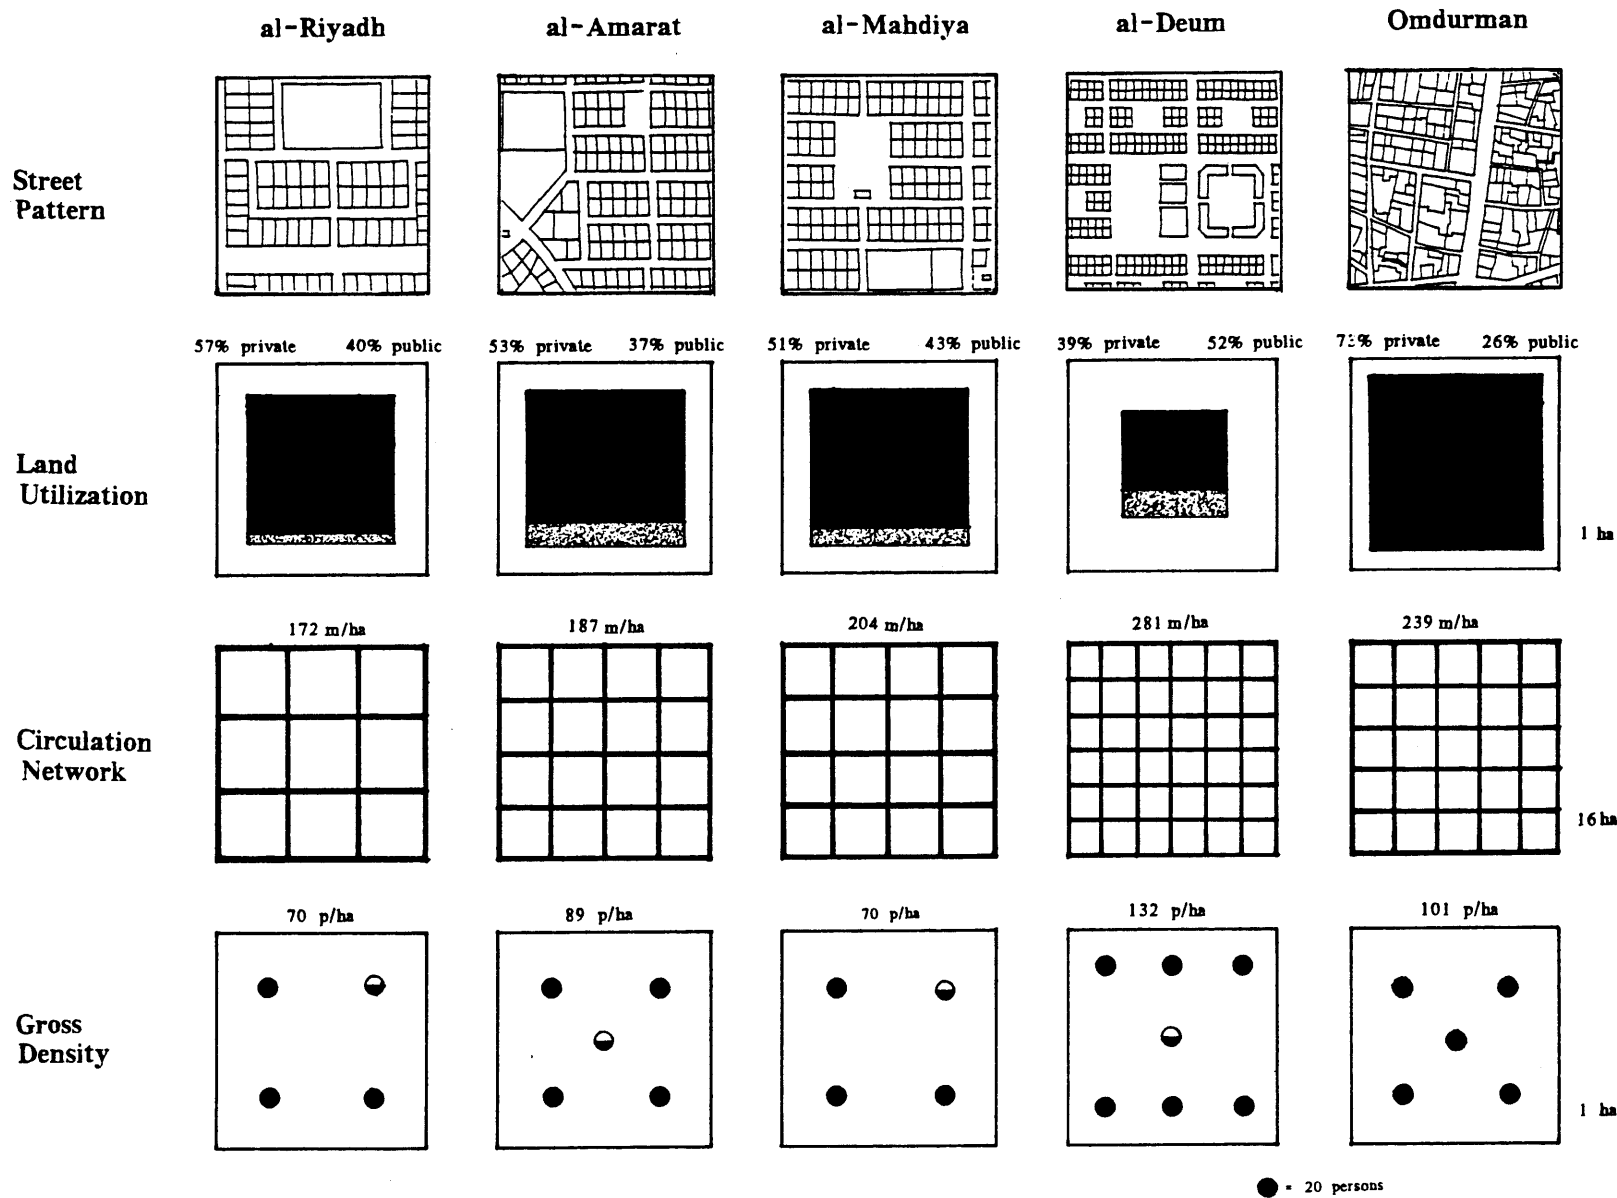 al-Riyadh al-Amarat al-Mahdiya al-Deum Omdurman
Street
Pattern
57% private 40% public 53% private 37% public 51% private 43% public 39% private 52% public private 26% public
Land
Utilization
1 ha
172 m/ha 187 m/ha 204 m/ha 281 m/ha 239 m/ha
Circulation
Network
16 ha
70 p/ha 89 p/ha 70 p/ha 132 p/ha 101 p/ha
Gross
Density
1 ha
= 20 persons